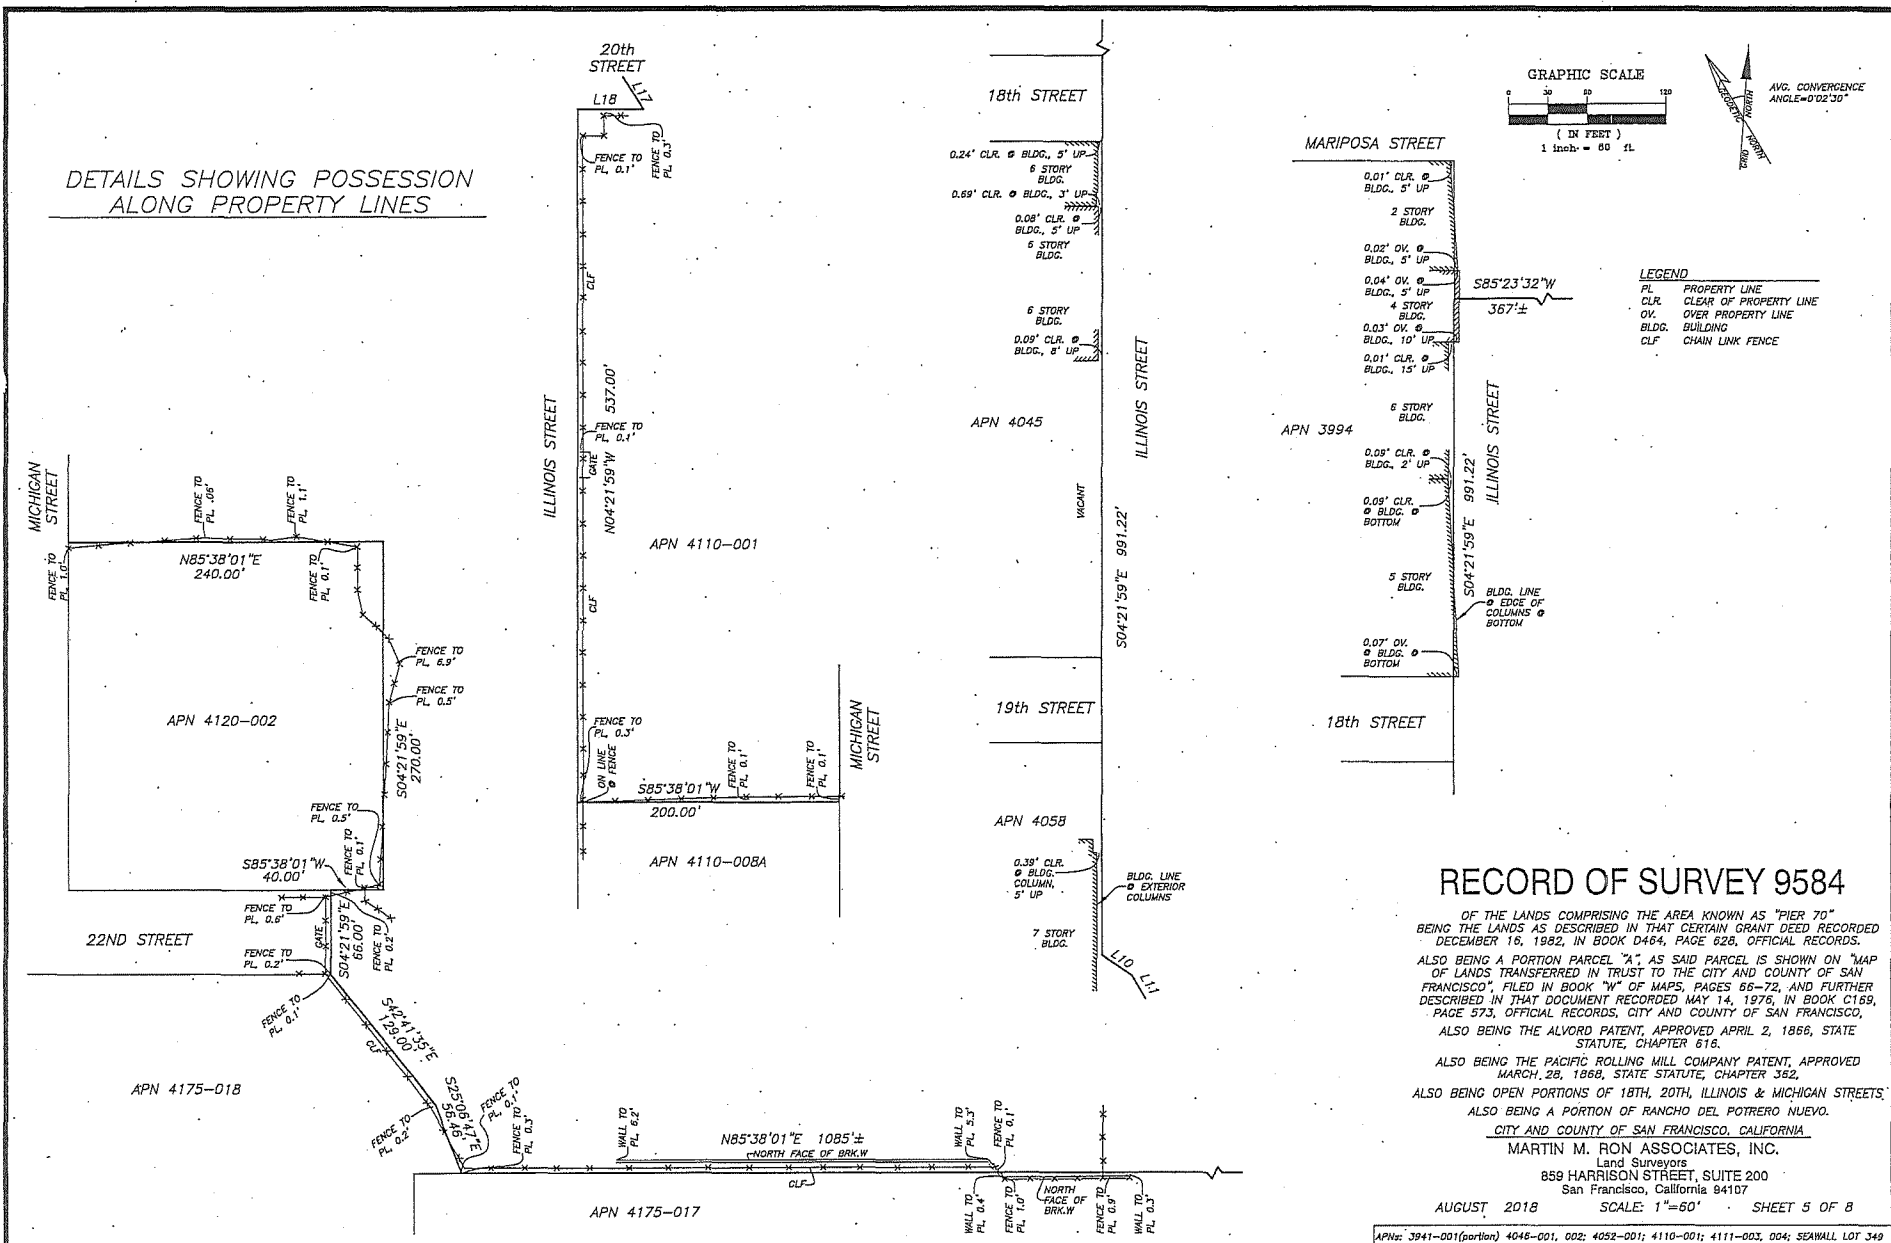 DETAILS SHOWING POSSESSION
ALONG PROPERTY LINES
20th
STREET
L18
L17
FENCE TO
PL, 0.1'
FENCE TO
PL, 0.3'
CLF
ILLINOIS STREET
N04°21'59"W 537.00'
FENCE TO
PL, 0.1'
GATE
APN 4110-001
CLF
FENCE TO
PL, 0.3'
ON LINE
@ FENCE
S85°38'01"W
200.00'
FENCE TO
PL, 0.1'
FENCE TO
PL, 0.1'
MICHIGAN
STREET
APN 4110-008A
MICHIGAN
STREET
FENCE TO
PL, 1.0'
FENCE TO
PL, .06'
FENCE TO
PL, 1.1'
N85°38'01"E
240.00'
FENCE TO
PL, 0.1'
FENCE TO
PL, 6.9'
FENCE TO
PL, 0.5'
APN 4120-002
S04°21'59"E
270.00'
FENCE TO
PL, 0.5'
FENCE TO
PL, 0.1'
S85°38'01"W
40.00'
FENCE TO
PL, 0.6'
22ND STREET
GATE
S04°21'59"E
66.00'
FENCE TO
PL, 0.2'
FENCE TO
PL, 0.2'
FENCE TO
PL, 0.1'
S42°41'35"E
129.00'
CLF
APN 4175-018
S25°06'47"E
56.46'
FENCE TO
PL, 0.2'
FENCE TO
PL, 0.1'
FENCE TO
PL, 0.3'
WALL TO
PL, 6.2'
N85°38'01"E 1085'±
NORTH FACE OF BRK.W
CLF
WALL TO
PL, 5.3'
FENCE TO
PL, 0.1'
APN 4175-017
WALL TO
PL, 0.4'
FENCE TO
PL, 1.0'
NORTH
FACE OF
BRK.W
FENCE TO
PL, 0.9'
WALL TO
PL, 0.3'
18th STREET
0.24' CLR. @ BLDG., 5' UP
6 STORY
BLDG.
0.69' CLR. @ BLDG., 3' UP
0.08' CLR. @
BLDG., 5' UP
6 STORY
BLDG.
6 STORY
BLDG.
0.09' CLR. @
BLDG., 8' UP
APN 4045
ILLINOIS STREET
VACANT
S04°21'59"E 991.22'
19th STREET
APN 4058
0.39' CLR.
@ BLDG.
COLUMN,
5' UP
BLDG. LINE
@ EXTERIOR
COLUMNS
7 STORY
BLDG.
L10
L11
MARIPOSA STREET
0.01' CLR. @
BLDG., 5' UP
2 STORY
BLDG.
0.02' OV. @
BLDG., 5' UP
0.04' OV. @
BLDG., 5' UP
4 STORY
BLDG.
0.03' OV. @
BLDG., 10' UP
0.01' CLR. @
BLDG., 15' UP
S85°23'32"W
367'±
APN 3994
6 STORY
BLDG.
0.09' CLR. @
BLDG., 2' UP
0.09' CLR.
@ BLDG. @
BOTTOM
ILLINOIS STREET
S04°21'59"E 991.22'
5 STORY
BLDG.
BLDG. LINE
@ EDGE OF
COLUMNS @
BOTTOM
0.07' OV.
@ BLDG. @
BOTTOM
18th STREET
GRAPHIC SCALE
0 30 60 120
( IN FEET )
1 inch = 60 ft.
GEODETIC NORTH
GRID NORTH
AVG. CONVERGENCE
ANGLE=0°02'30"
LEGEND
PL PROPERTY LINE
CLR. CLEAR OF PROPERTY LINE
OV. OVER PROPERTY LINE
BLDG. BUILDING
CLF CHAIN LINK FENCE
RECORD OF SURVEY 9584
OF THE LANDS COMPRISING THE AREA KNOWN AS "PIER 70"
BEING THE LANDS AS DESCRIBED IN THAT CERTAIN GRANT DEED RECORDED
DECEMBER 16, 1982, IN BOOK D464, PAGE 628, OFFICIAL RECORDS.
ALSO BEING A PORTION PARCEL "A", AS SAID PARCEL IS SHOWN ON "MAP
OF LANDS TRANSFERRED IN TRUST TO THE CITY AND COUNTY OF SAN
FRANCISCO", FILED IN BOOK "W" OF MAPS, PAGES 66-72, AND FURTHER
DESCRIBED IN THAT DOCUMENT RECORDED MAY 14, 1976, IN BOOK C169,
PAGE 573, OFFICIAL RECORDS, CITY AND COUNTY OF SAN FRANCISCO,
ALSO BEING THE ALVORD PATENT, APPROVED APRIL 2, 1866, STATE
STATUTE, CHAPTER 616.
ALSO BEING THE PACIFIC ROLLING MILL COMPANY PATENT, APPROVED
MARCH 28, 1868, STATE STATUTE, CHAPTER 362,
ALSO BEING OPEN PORTIONS OF 18TH, 20TH, ILLINOIS & MICHIGAN STREETS
ALSO BEING A PORTION OF RANCHO DEL POTRERO NUEVO.
CITY AND COUNTY OF SAN FRANCISCO, CALIFORNIA
MARTIN M. RON ASSOCIATES, INC.
Land Surveyors
859 HARRISON STREET, SUITE 200
San Francisco, California 94107
AUGUST 2018 SCALE: 1"=60' SHEET 5 OF 8
APNs: 3941-001(portion) 4046-001, 002; 4052-001; 4110-001; 4111-003, 004; SEAWALL LOT 349